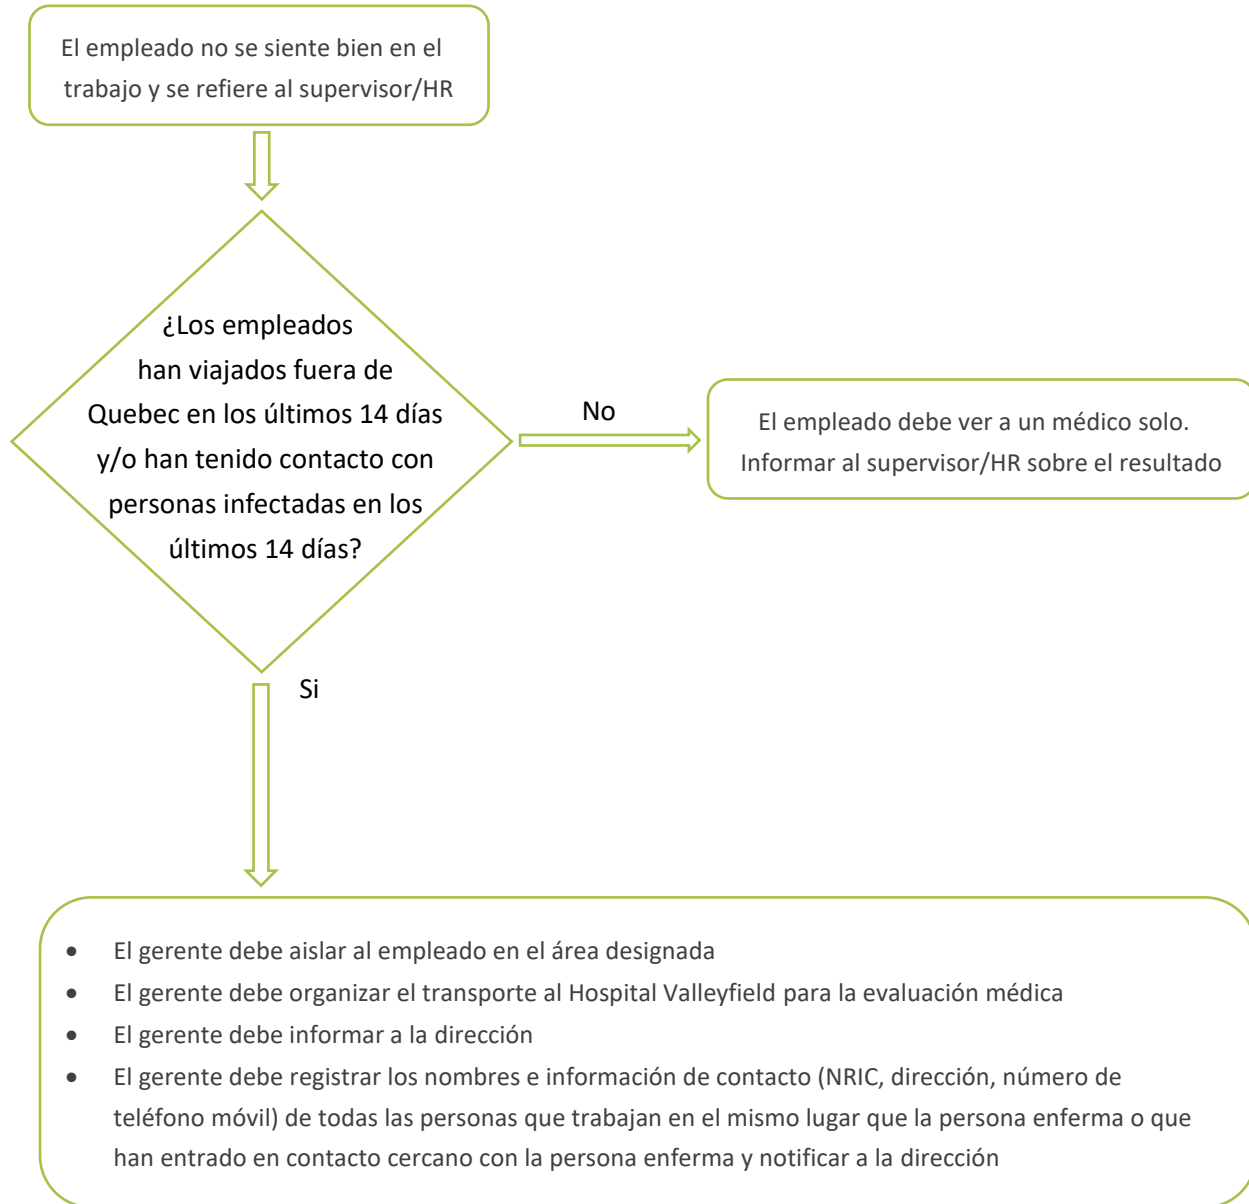 El empleado no se siente bien en el
trabajo y se refiere al supervisor/HR
¿Los empleados
han viajados fuera de
Quebec en los últimos 14 días
y/o han tenido contacto con
personas infectadas en los
últimos 14 días?
No
El empleado debe ver a un médico solo.
Informar al supervisor/HR sobre el resultado
Si
• El gerente debe aislar al empleado en el área designada
• El gerente debe organizar el transporte al Hospital Valleyfield para la evaluación médica
• El gerente debe informar a la dirección
• El gerente debe registrar los nombres e información de contacto (NRIC, dirección, número de
teléfono móvil) de todas las personas que trabajan en el mismo lugar que la persona enferma o que
han entrado en contacto cercano con la persona enferma y notificar a la dirección